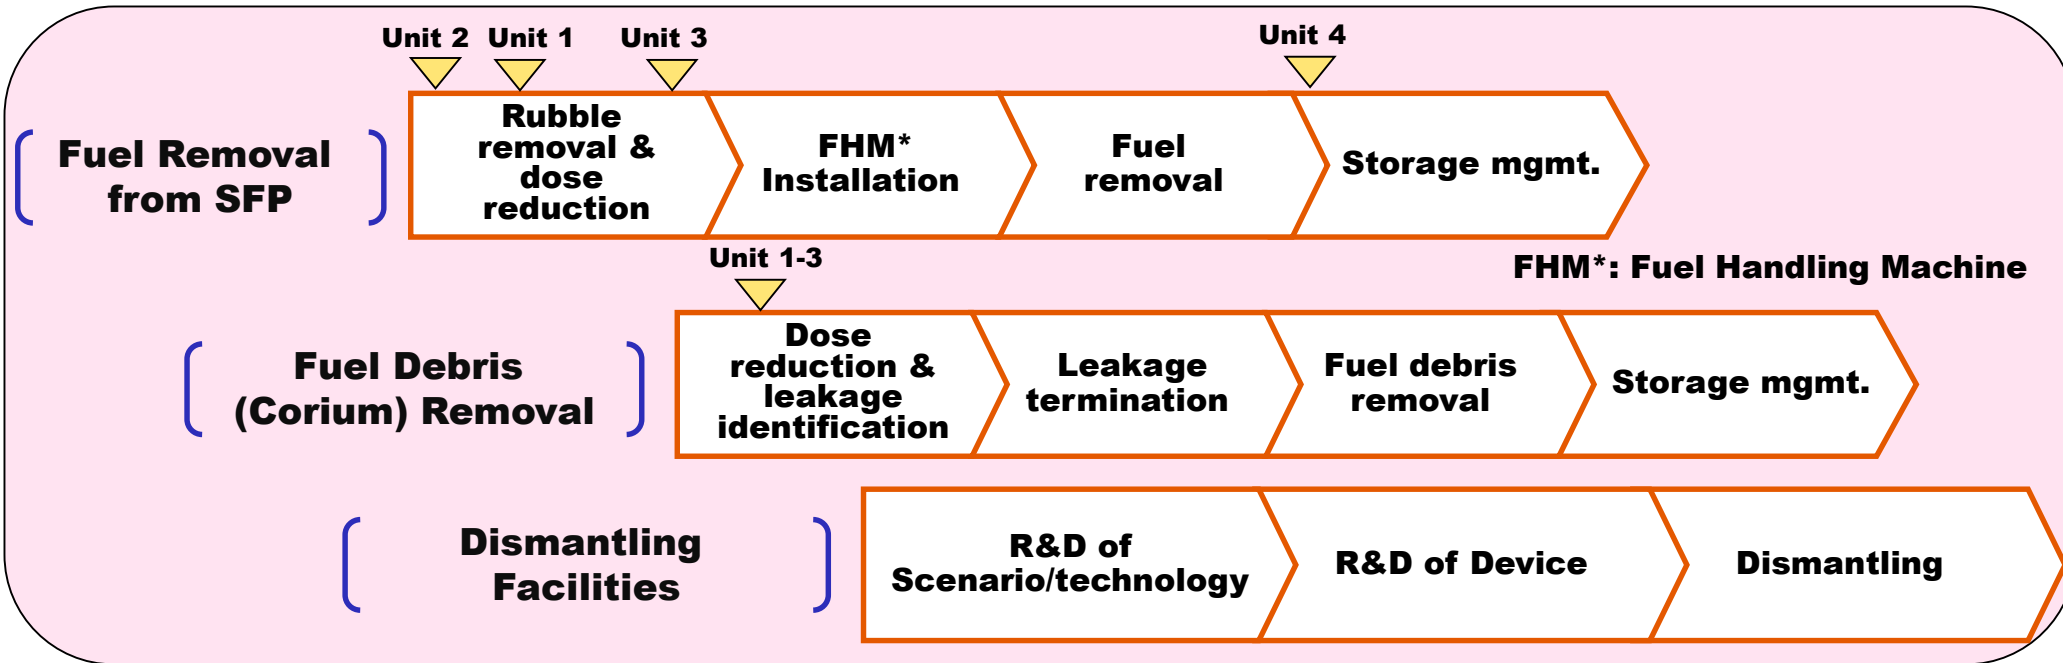 Unit 2 Unit 1 Unit 3 Unit 4
Fuel Removal
from SFP
Rubble
removal &
dose
reduction
FHM*
Installation
Fuel
removal
Storage mgmt.
FHM*: Fuel Handling Machine
Unit 1-3
Fuel Debris
(Corium) Removal
Dose
reduction &
leakage
identification
Leakage
termination
Fuel debris
removal
Storage mgmt.
Dismantling
Facilities
R&D of
Scenario/technology
R&D of Device
Dismantling